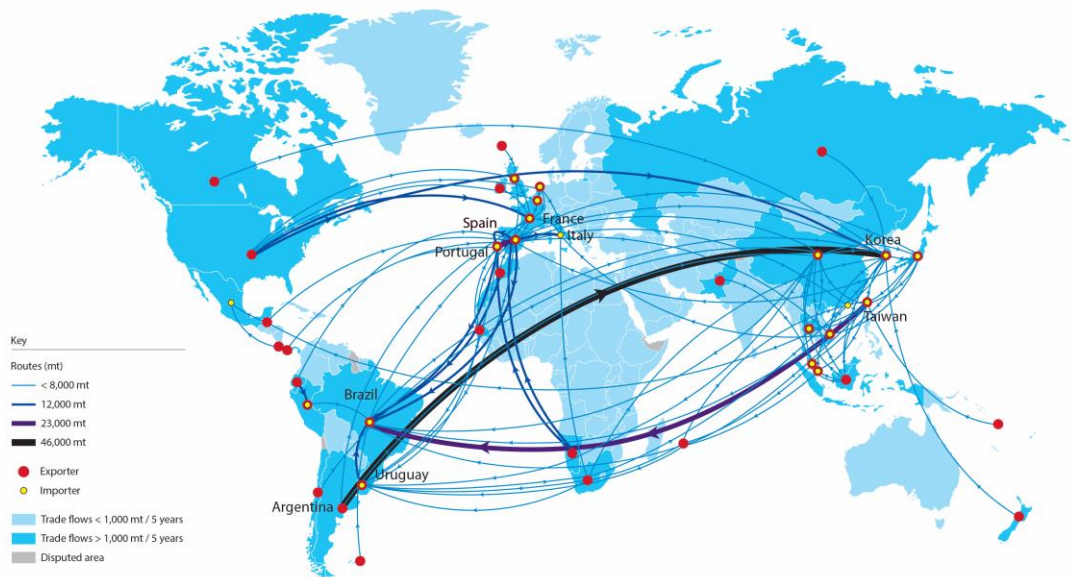 Spain
France
Italy
Portugal
Korea
Taiwan
Brazil
Uruguay
Argentina
Key
Routes (mt)
< 8,000 mt
12,000 mt
23,000 mt
46,000 mt
Exporter
Importer
Trade flows < 1,000 mt / 5 years
Trade flows > 1,000 mt / 5 years
Disputed area